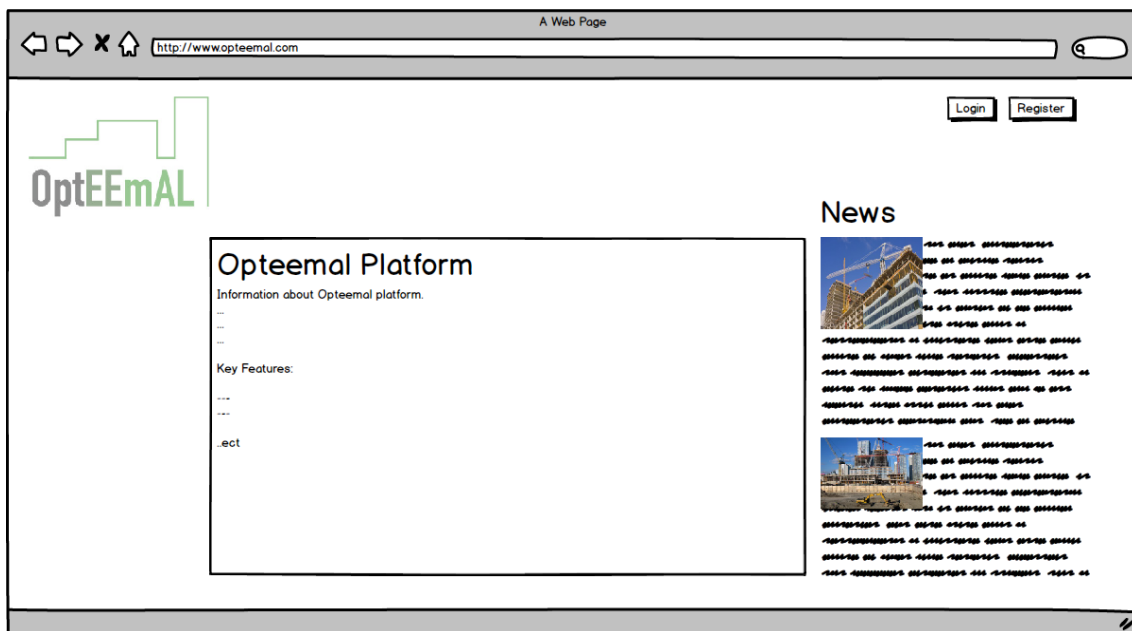 A Web Page
http://www.opteemal.com
Login
Register
OptEEmAL
News
Opteemal Platform
Information about Opteemal platform.
...
...
...
Key Features:
----
----
..ect